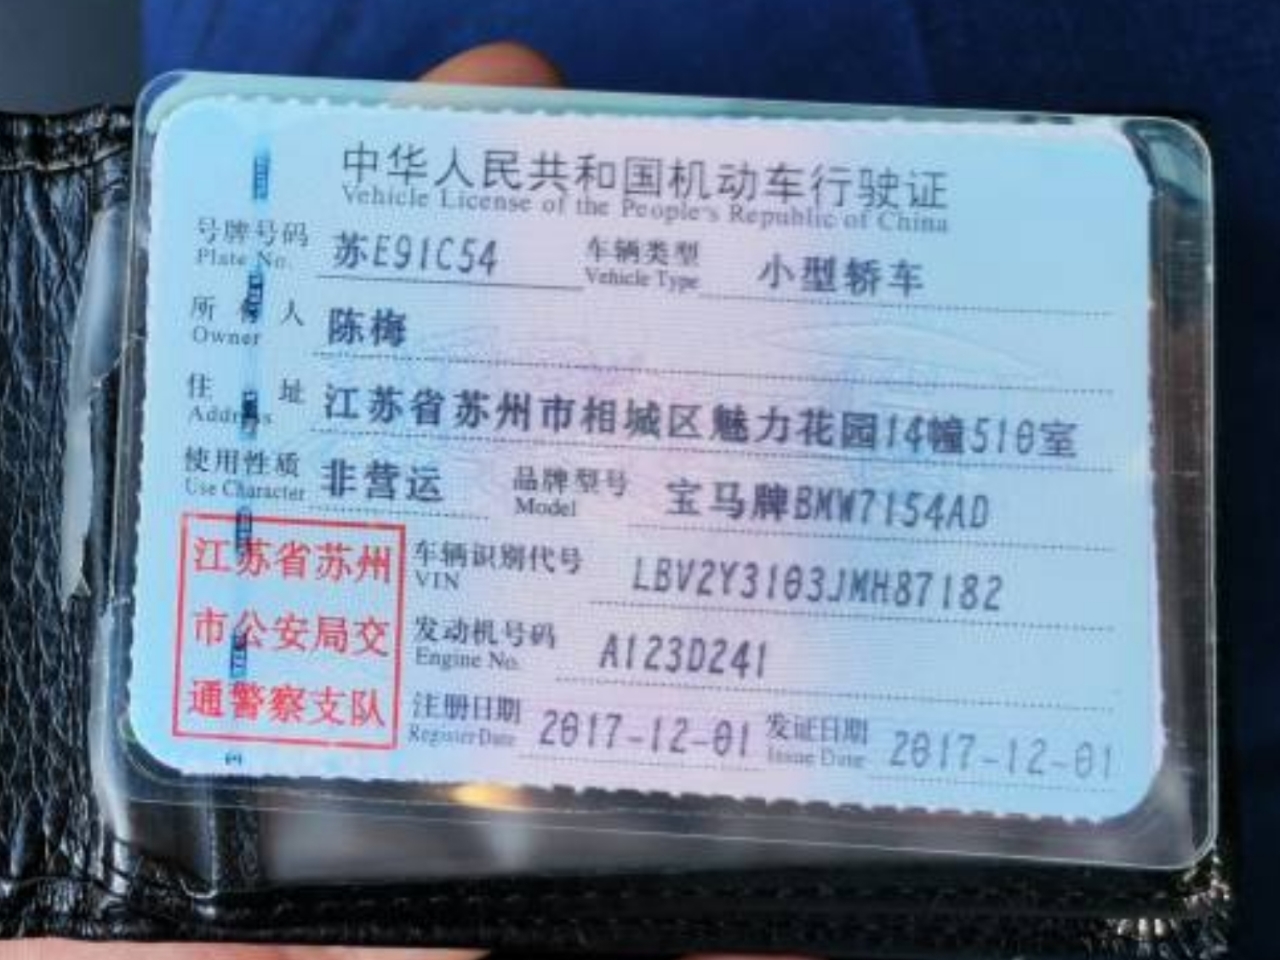 中华人民共和国机动车行驶证
Vehicle License of the People's Republic of China
号牌号码 苏E91C54 车辆类型 小型轿车
Plate No. Vehicle Type
所有人 陈梅
Owner
住址 江苏省苏州市相城区魅力花园14幢510室
Address
使用性质 非营运 品牌型号 宝马牌BMW7154AD
Use Character Model
江苏省苏州
市公安局交
通警察支队
车辆识别代号 LBV2Y3103JMH87182
VIN
发动机号码 A123D241
Engine No.
注册日期 2017-12-01 发证日期 2017-12-01
Register Date Issue Date